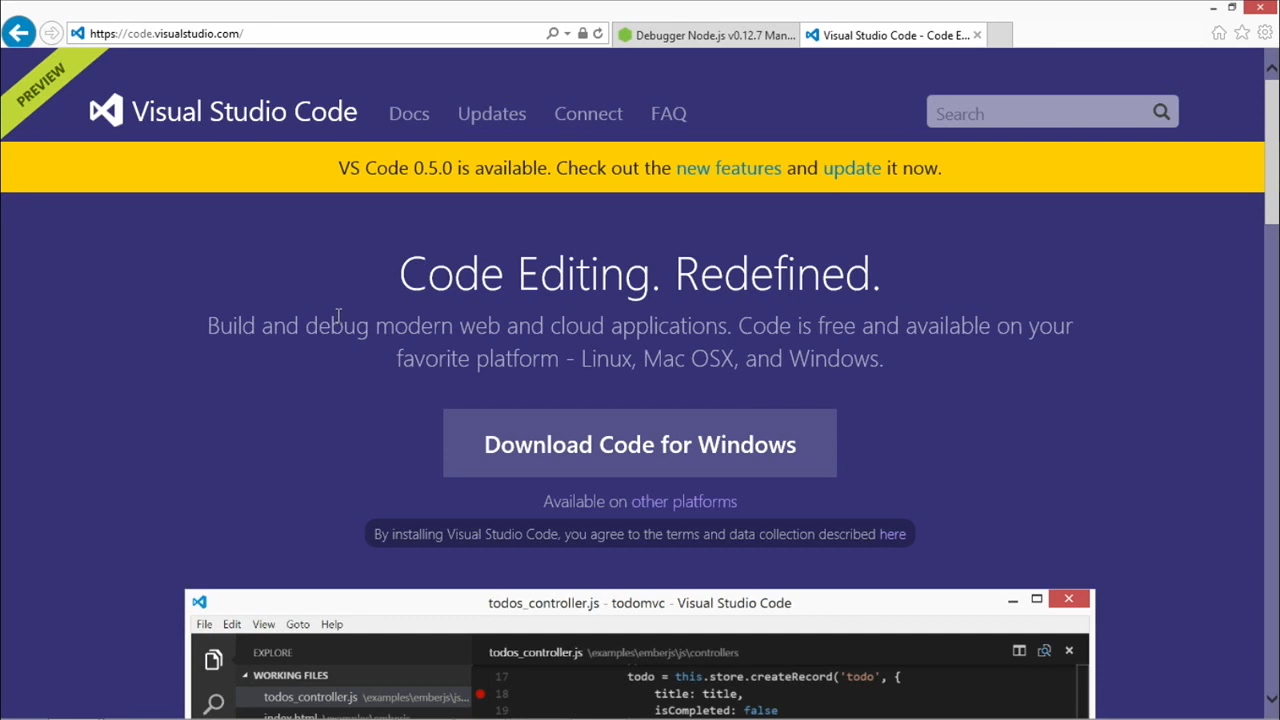 https://code.visualstudio.com/
Debugger Node.js v0.12.7 Man...
Visual Studio Code - Code E...
PREVIEW
Visual Studio Code
Docs
Updates
Connect
FAQ
Search
VS Code 0.5.0 is available. Check out the new features and update it now.
Code Editing. Redefined.
Build and debug modern web and cloud applications. Code is free and available on your
favorite platform - Linux, Mac OSX, and Windows.
Download Code for Windows
Available on other platforms
By installing Visual Studio Code, you agree to the terms and data collection described here
todos_controller.js - todomvc - Visual Studio Code
File Edit View Goto Help
EXPLORE
todos_controller.js \examples\emberjs\js\controllers
WORKING FILES
todos_controller.js \examples\emberjs\js...
index.html \examples\emberjs
17 todo = this.store.createRecord('todo', {
18 title: title,
19 isCompleted: false